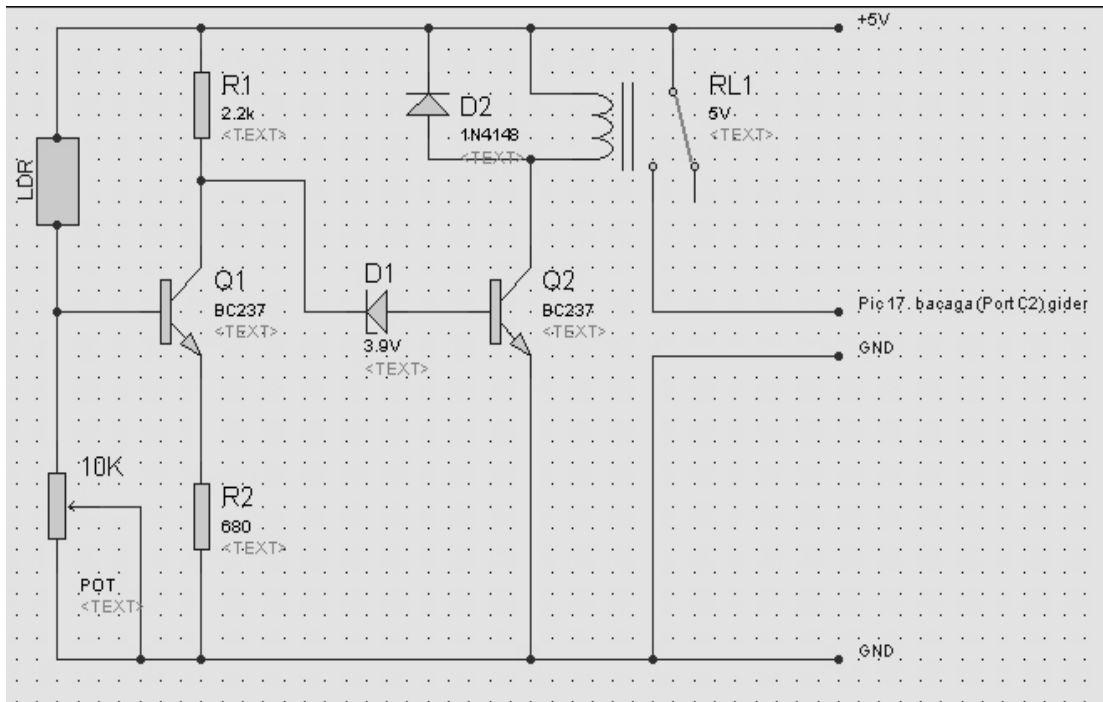 +5V
R1
2.2k
<TEXT>
D2
1N4148
<TEXT>
RL1
5V
<TEXT>
LDR
Q1
BC237
<TEXT>
D1
3.9V
<TEXT>
Q2
BC237
<TEXT>
Pic 17. bacaga (Port C2) gider
GND
10K
POT
<TEXT>
R2
680
<TEXT>
GND